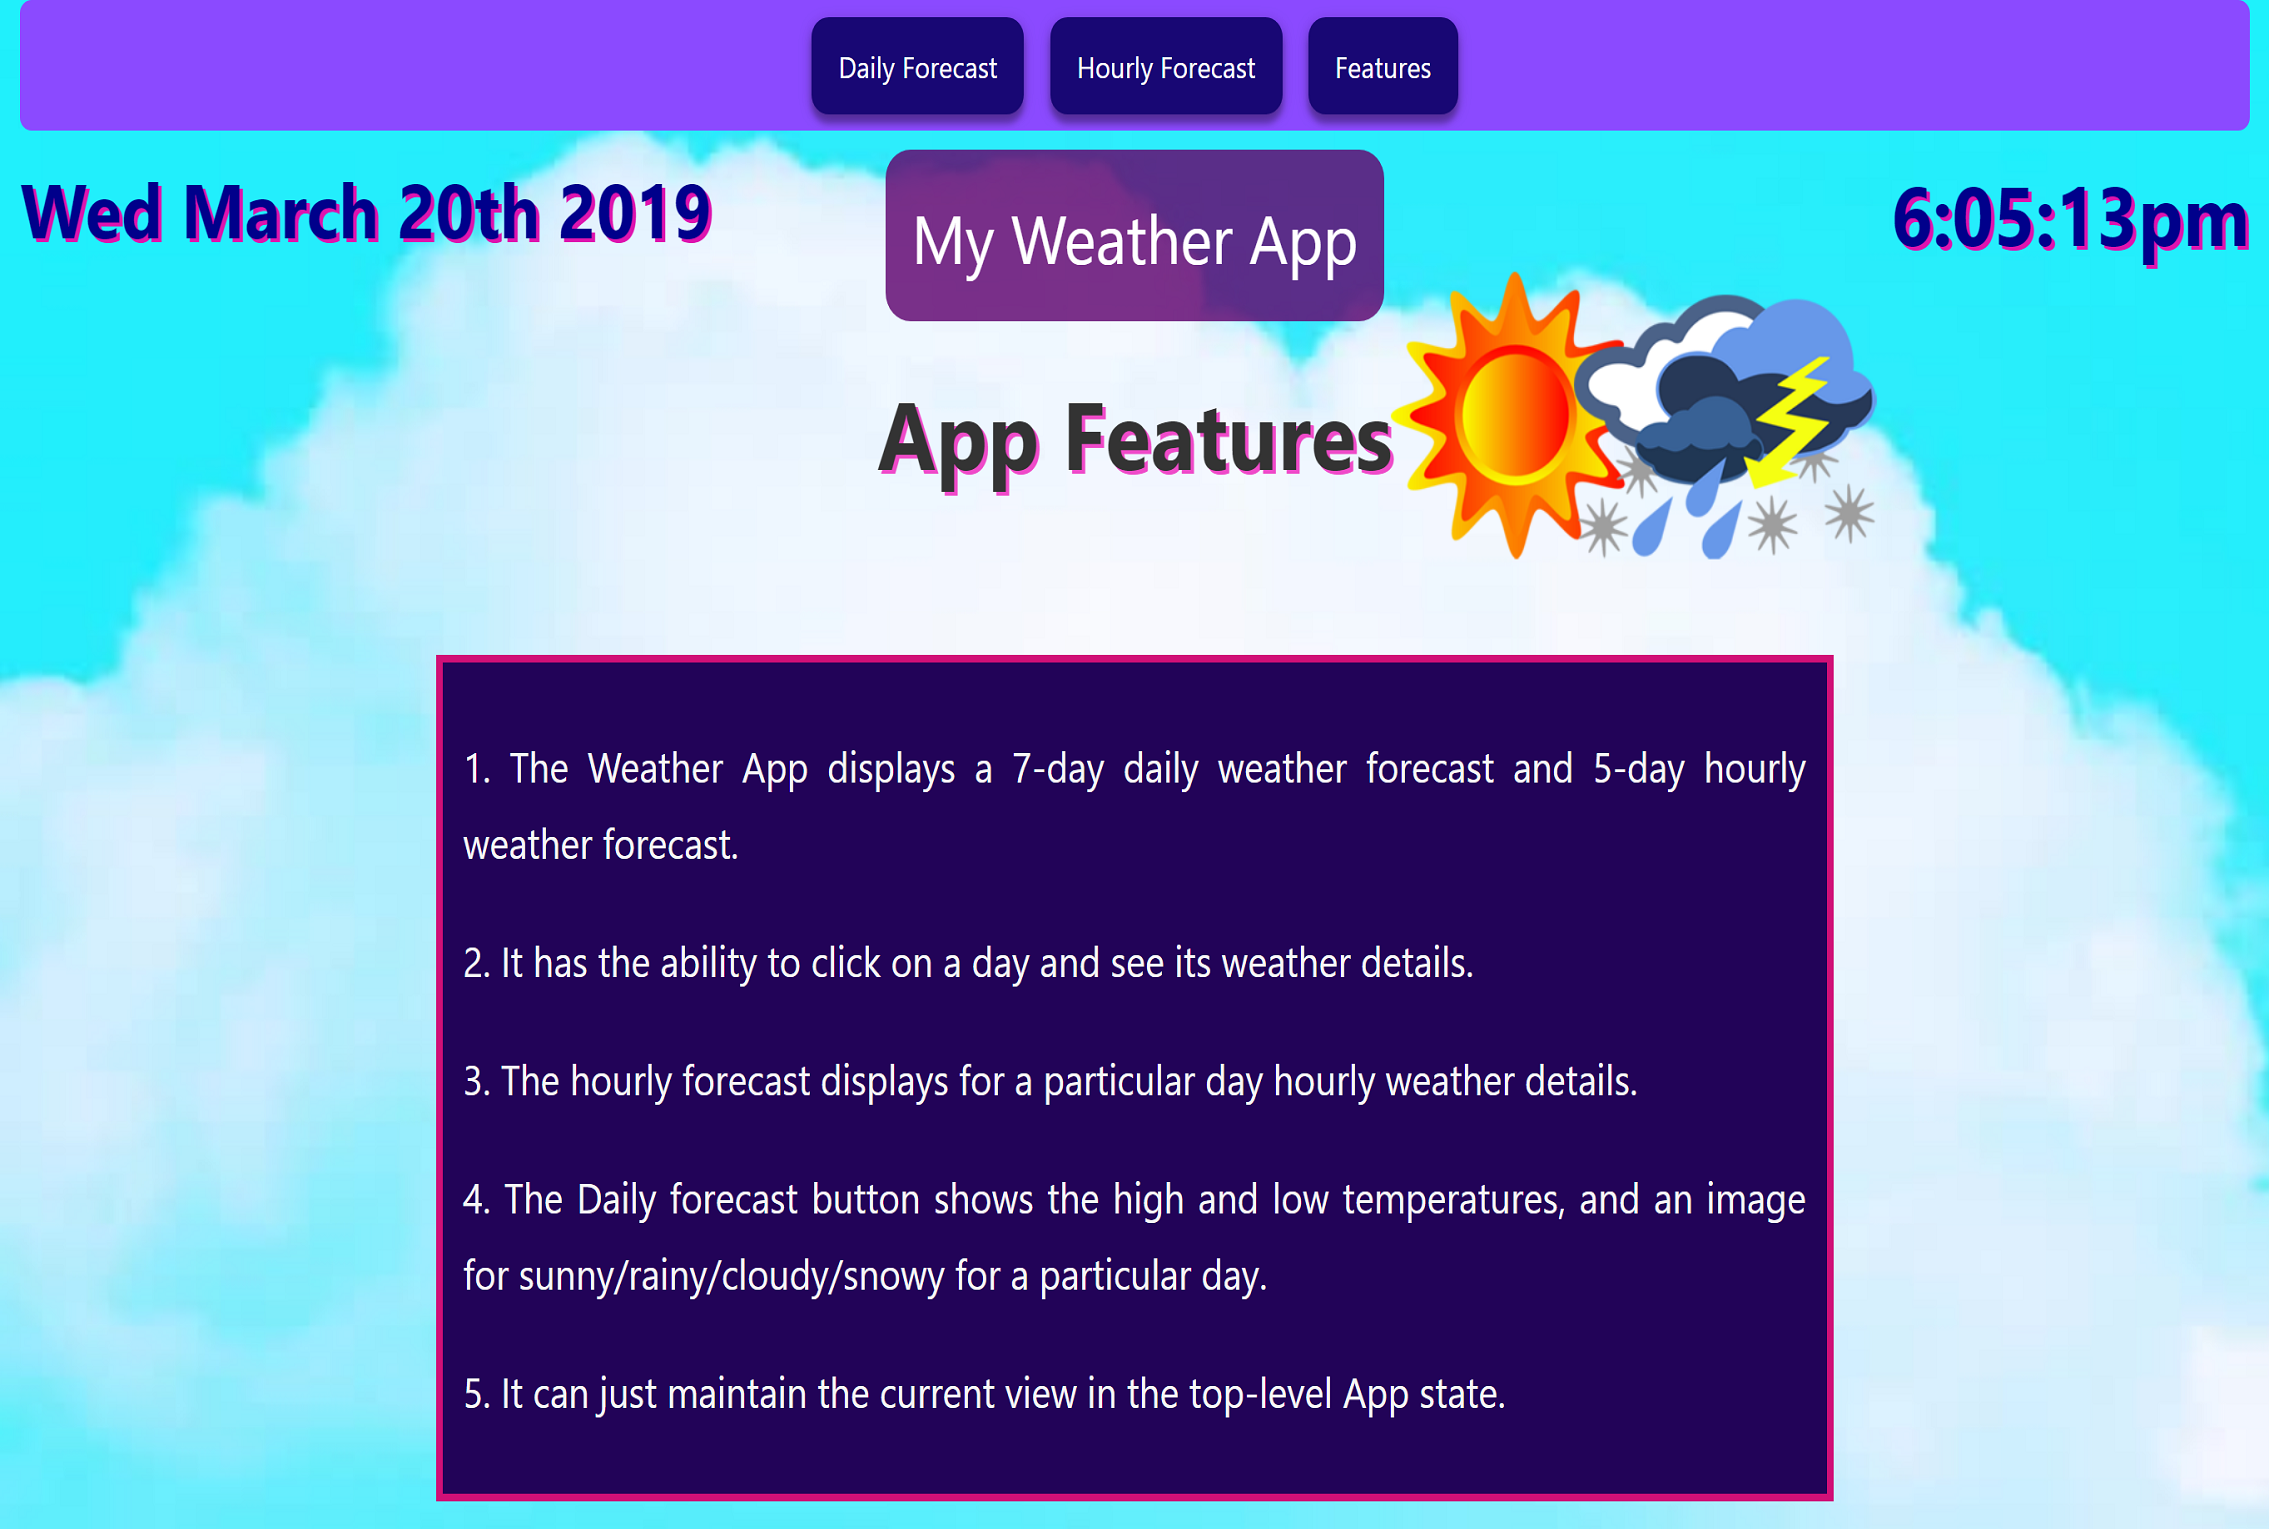 Daily Forecast
Hourly Forecast
Features
Wed March 20th 2019
My Weather App
6:05:13pm
App Features
1. The Weather App displays a 7-day daily weather forecast and 5-day hourly
weather forecast.
2. It has the ability to click on a day and see its weather details.
3. The hourly forecast displays for a particular day hourly weather details.
4. The Daily forecast button shows the high and low temperatures, and an image
for sunny/rainy/cloudy/snowy for a particular day.
5. It can just maintain the current view in the top-level App state.